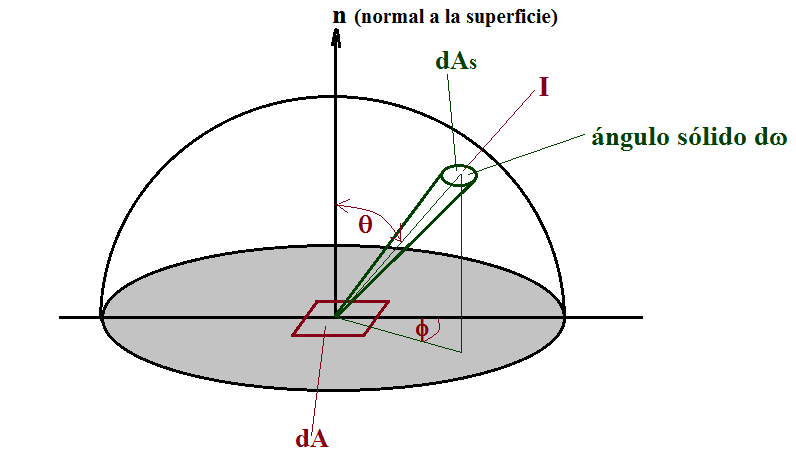 n (normal a la superficie)
dAs
I
ángulo sólido dω
θ
ϕ
dA